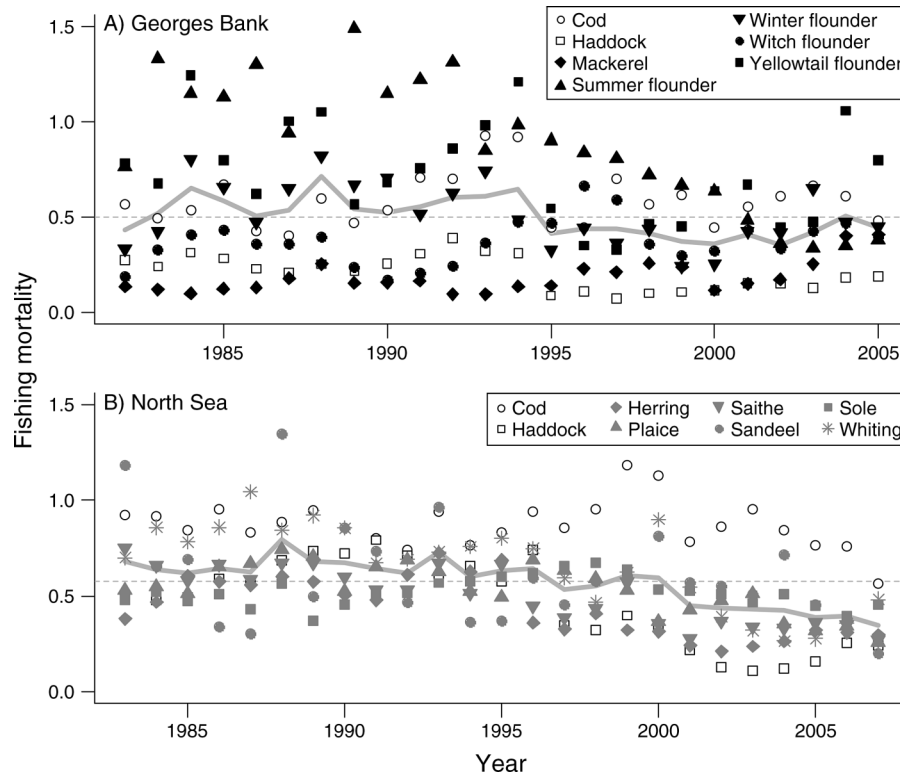 A) Georges Bank
Cod
Haddock
Mackerel
Summer flounder
Winter flounder
Witch flounder
Yellowtail flounder
1.5
1.0
0.5
0.0
1985 1990 1995 2000 2005
Fishing mortality
B) North Sea
Cod Herring Saithe Sole
Haddock Plaice Sandeel Whiting
1.5
1.0
0.5
0.0
1985 1990 1995 2000 2005
Year